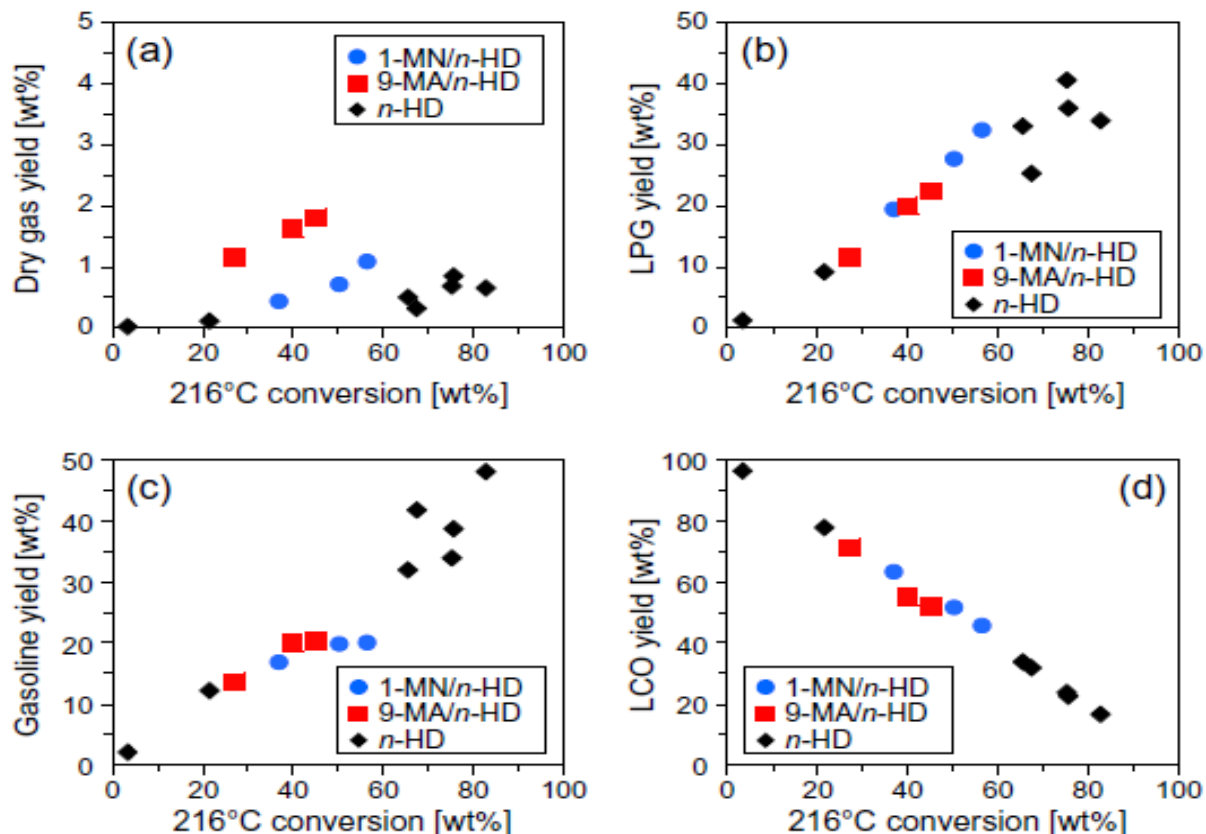 (a)
Dry gas yield [wt%]
5
4
3
2
1
0
1-MN/n-HD
9-MA/n-HD
n-HD
0 20 40 60 80 100
216°C conversion [wt%]
(b)
LPG yield [wt%]
50
40
30
20
10
0
1-MN/n-HD
9-MA/n-HD
n-HD
0 20 40 60 80 100
216°C conversion [wt%]
(c)
Gasoline yield [wt%]
50
40
30
20
10
0
1-MN/n-HD
9-MA/n-HD
n-HD
0 20 40 60 80 100
216°C conversion [wt%]
(d)
LCO yield [wt%]
100
80
60
40
20
0
1-MN/n-HD
9-MA/n-HD
n-HD
0 20 40 60 80 100
216°C conversion [wt%]